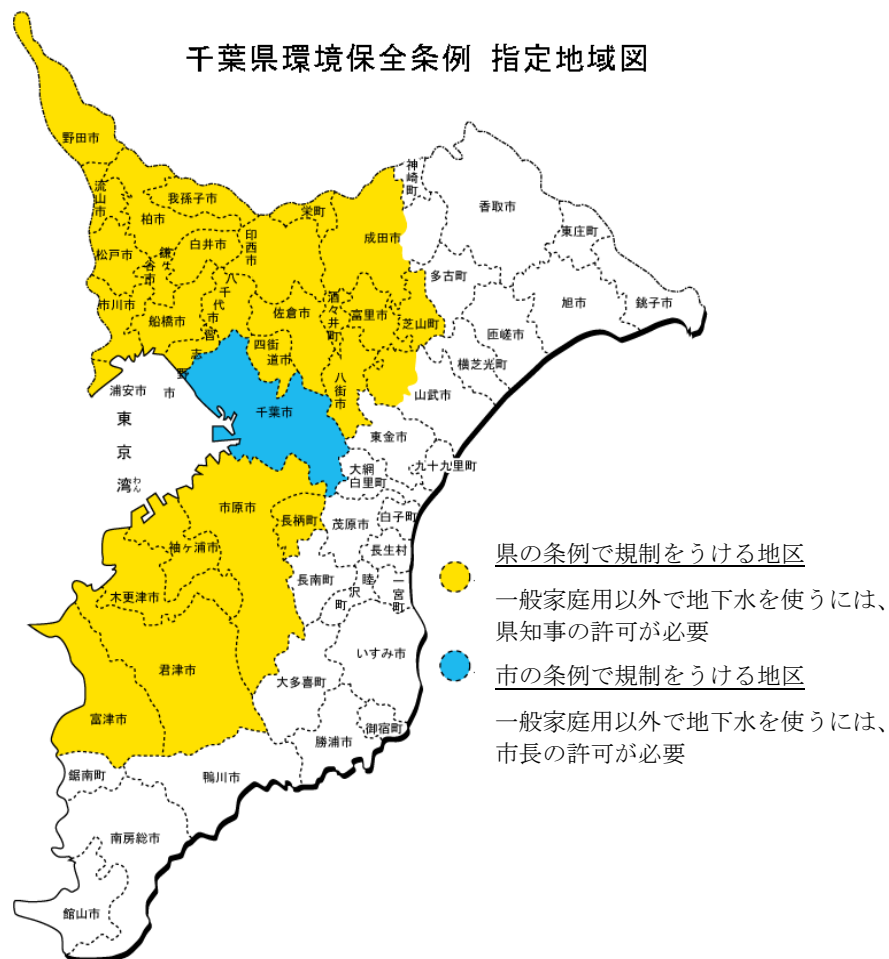 千葉県環境保全条例 指定地域図
野田市
流山市
我孫子市
柏市
松戸市
鎌ヶ谷市
白井市
印西市
栄町
成田市
神崎町
香取市
東庄町
多古町
旭市
銚子市
匝瑳市
横芝光町
芝山町
山武市
市川市
船橋市
八千代市
習志野市
佐倉市
酒々井町
富里市
四街道市
八街市
浦安市
千葉市
東京湾
わん
東金市
九十九里町
大網白里町
市原市
長柄町
茂原市
白子町
長生村
袖ヶ浦市
長南町
睦沢町
一宮町
木更津市
いすみ市
君津市
大多喜町
富津市
勝浦市
御宿町
鋸南町
鴨川市
南房総市
館山市
県の条例で規制をうける地区
一般家庭用以外で地下水を使うには、
県知事の許可が必要
市の条例で規制をうける地区
一般家庭用以外で地下水を使うには、
市長の許可が必要